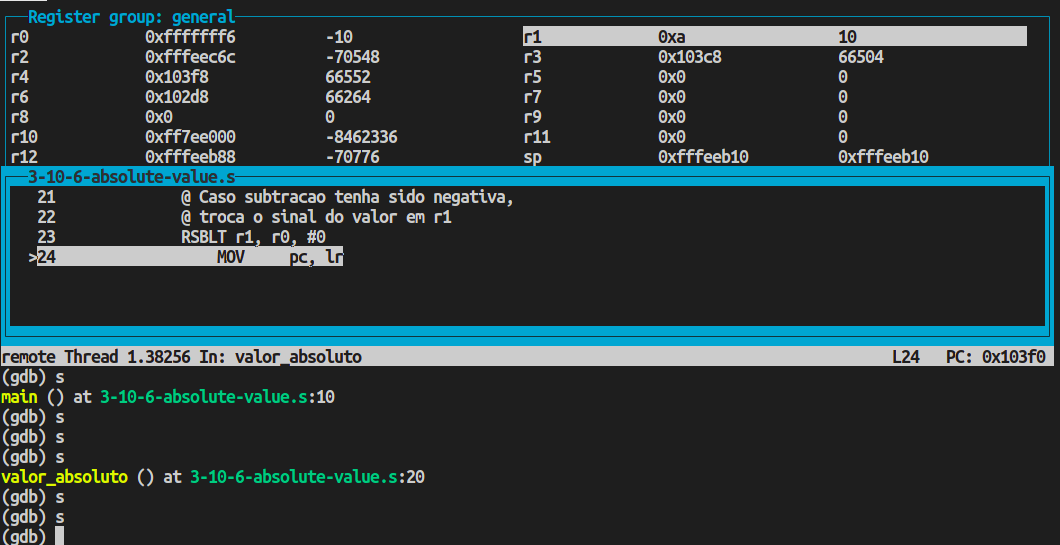 Register group: general
r0 0xfffffff6 -10 r1 0xa 10
r2 0xfffeec6c -70548 r3 0x103c8 66504
r4 0x103f8 66552 r5 0x0 0
r6 0x102d8 66264 r7 0x0 0
r8 0x0 0 r9 0x0 0
r10 0xff7ee000 -8462336 r11 0x0 0
r12 0xfffeeb88 -70776 sp 0xfffeeb10 0xfffeeb10
3-10-6-absolute-value.s
21 @ Caso subtracao tenha sido negativa,
22 @ troca o sinal do valor em r1
23 RSBLT r1, r0, #0
>24 MOV pc, lr
remote Thread 1.38256 In: valor_absoluto L24 PC: 0x103f0
(gdb) s
main () at 3-10-6-absolute-value.s:10
(gdb) s
(gdb) s
(gdb) s
valor_absoluto () at 3-10-6-absolute-value.s:20
(gdb) s
(gdb) s
(gdb)